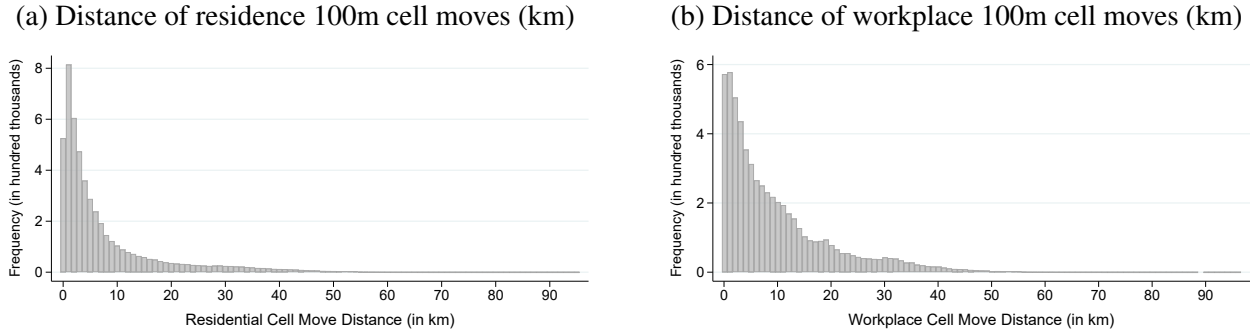 (a) Distance of residence 100m cell moves (km)
Frequency (in hundred thousands)
8
6
4
2
0
0 10 20 30 40 50 60 70 80 90
Residential Cell Move Distance (in km)
(b) Distance of workplace 100m cell moves (km)
Frequency (in hundred thousands)
6
4
2
0
0 10 20 30 40 50 60 70 80 90
Workplace Cell Move Distance (in km)